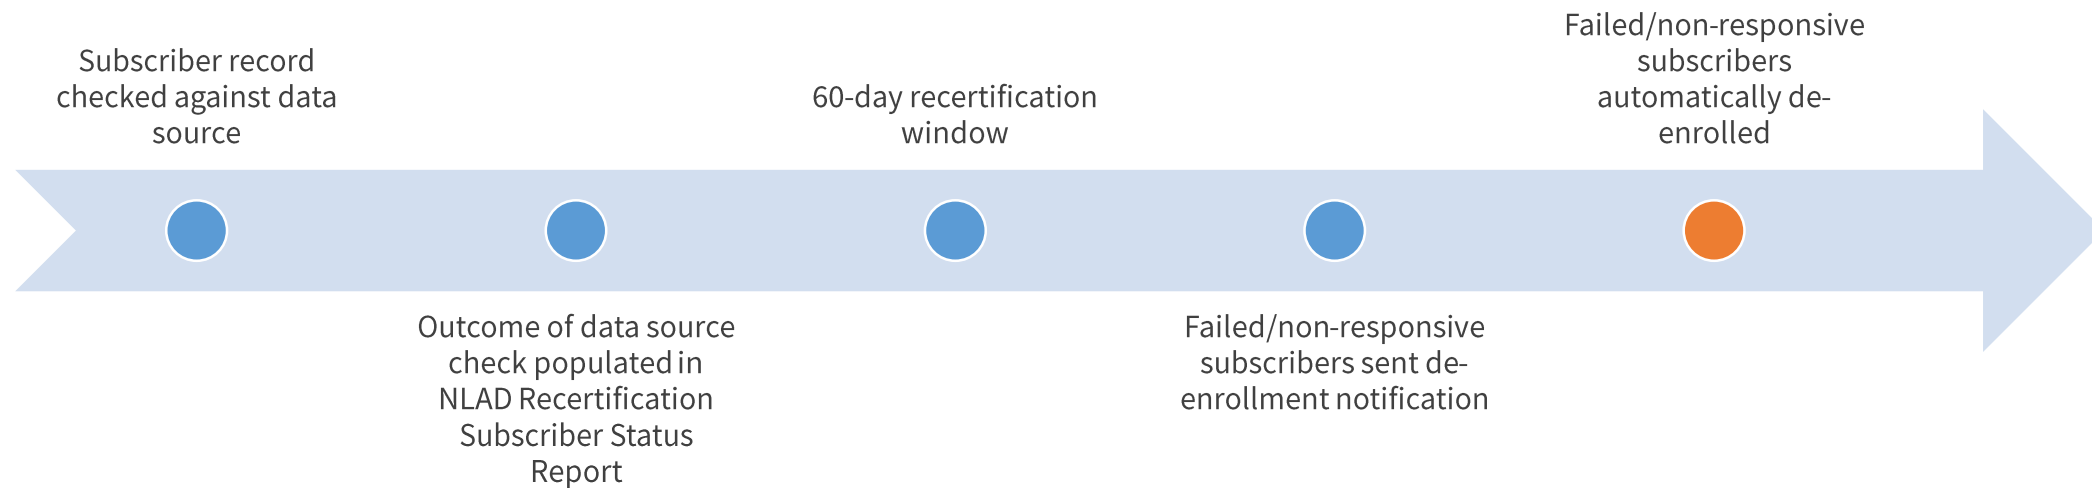 Subscriber record
checked against data
source
Outcome of data source
check populated in
NLAD Recertification
Subscriber Status
Report
60-day recertification
window
Failed/non-responsive
subscribers sent de-
enrollment notification
Failed/non-responsive
subscribers
automatically de-
enrolled